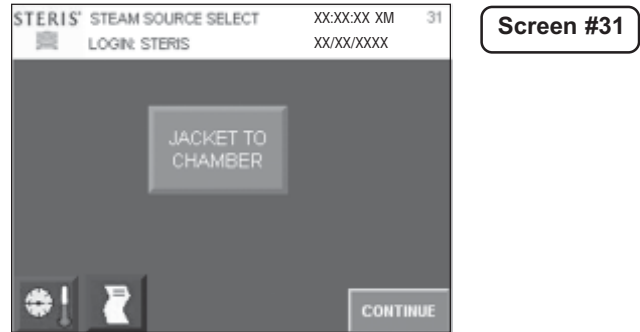 STERIS® STEAM SOURCE SELECT XX:XX:XX XM 31
LOGIN: STERIS XX/XX/XXXX
Screen #31
JACKET TO
CHAMBER
CONTINUE